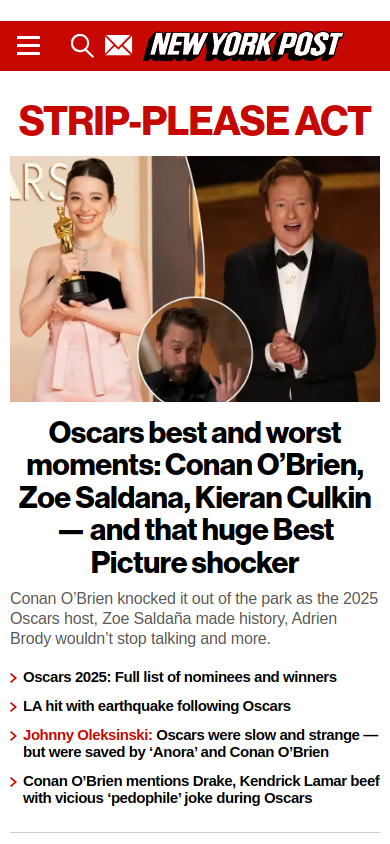 NEW YORK POST
STRIP-PLEASE ACT
ARS
Oscars best and worst
moments: Conan O’Brien,
Zoe Saldana, Kieran Culkin
— and that huge Best
Picture shocker
Conan O’Brien knocked it out of the park as the 2025
Oscars host, Zoe Saldaña made history, Adrien
Brody wouldn’t stop talking and more.
Oscars 2025: Full list of nominees and winners
LA hit with earthquake following Oscars
Johnny Oleksinski: Oscars were slow and strange —
but were saved by ‘Anora’ and Conan O’Brien
Conan O’Brien mentions Drake, Kendrick Lamar beef
with vicious ‘pedophile’ joke during Oscars